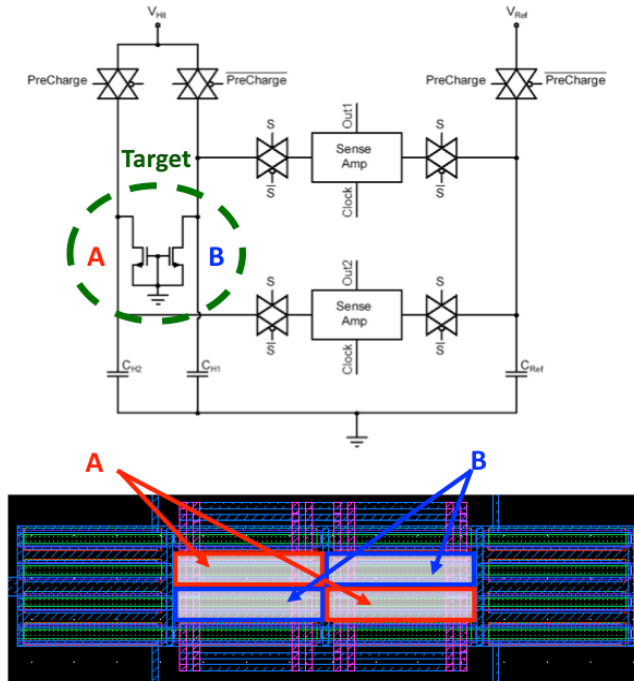 VHit
VRef
PreCharge
PreCharge
PreCharge
PreCharge
Target
S
Out1
S
Sense
Amp
S
Clock
S
A
B
S
Out2
S
Sense
Amp
S
Clock
S
CH2
CH1
CRef
A
B